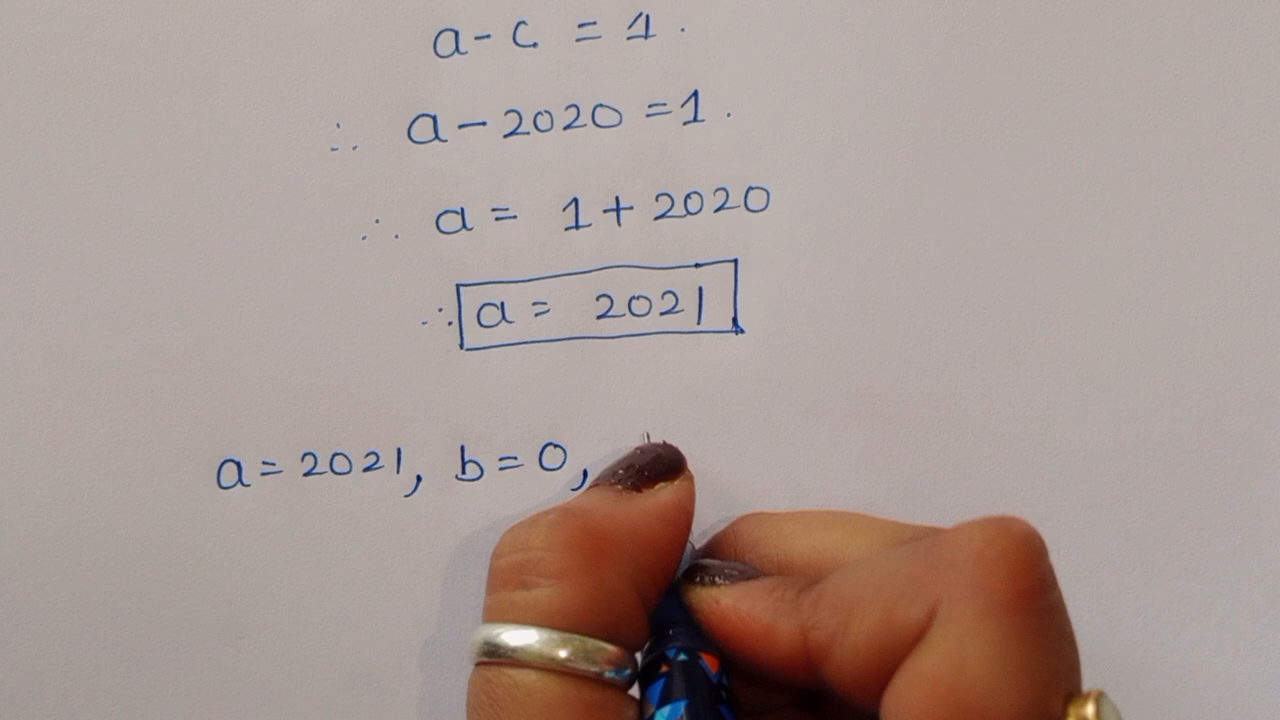 a - c = 1.
∴ a - 2020 = 1.
∴ a = 1 + 2020
∴ a = 2021
a = 2021, b = 0,